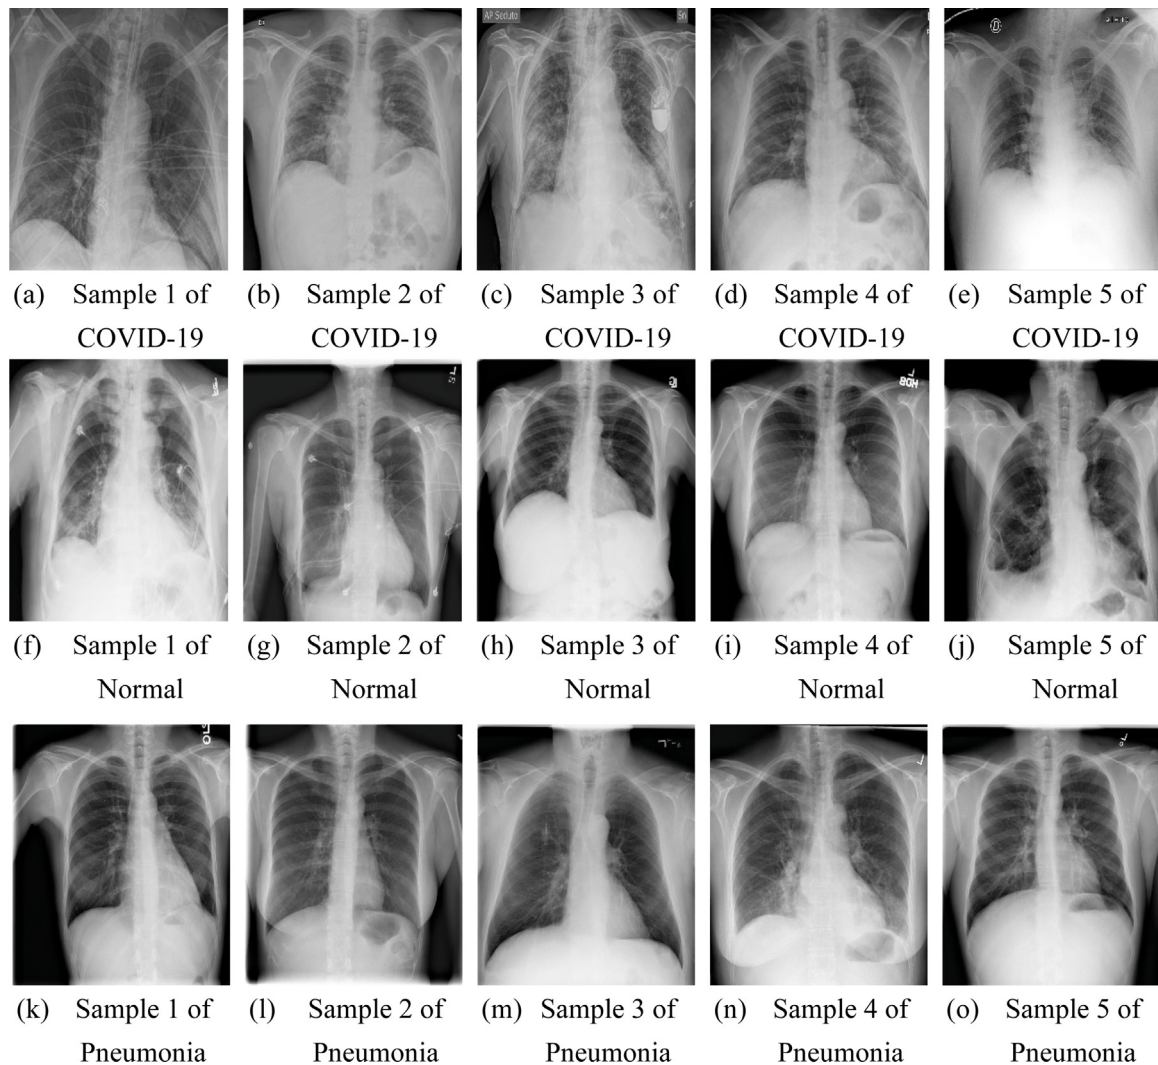 AP Seduto
Sn
(a) Sample 1 of
COVID-19
(b) Sample 2 of
COVID-19
(c) Sample 3 of
COVID-19
(d) Sample 4 of
COVID-19
(e) Sample 5 of
COVID-19
L
BGH
(f) Sample 1 of
Normal
(g) Sample 2 of
Normal
(h) Sample 3 of
Normal
(i) Sample 4 of
Normal
(j) Sample 5 of
Normal
L
(k) Sample 1 of
Pneumonia
(l) Sample 2 of
Pneumonia
(m) Sample 3 of
Pneumonia
(n) Sample 4 of
Pneumonia
(o) Sample 5 of
Pneumonia